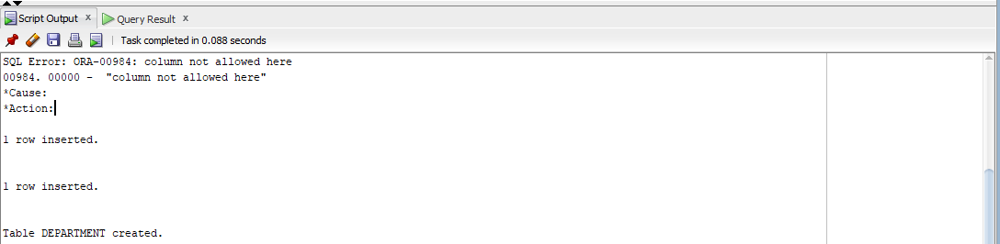 Script Output x Query Result x
Task completed in 0.088 seconds
SQL Error: ORA-00984: column not allowed here
00984. 00000 -  "column not allowed here"
*Cause:
*Action:
1 row inserted.
1 row inserted.
Table DEPARTMENT created.